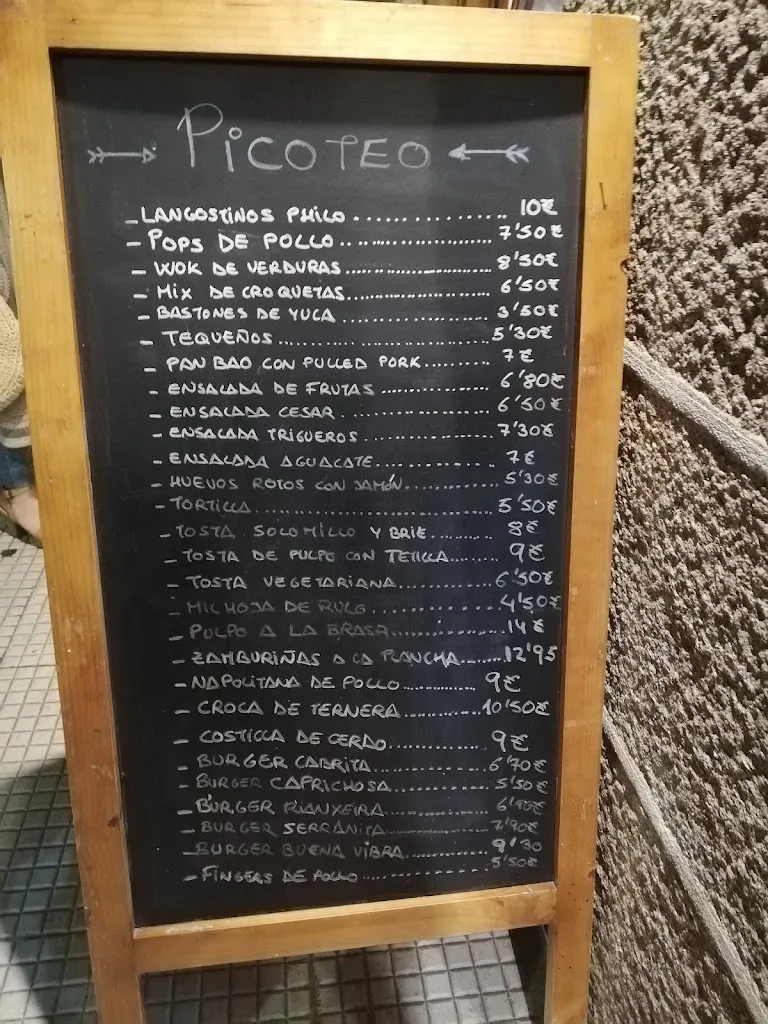 PICOTEO
- LANGOSTINOS PHILO ... 10€
- POPS DE POLLO ... 7'50€
- WOK DE VERDURAS ... 8'50€
- MIX DE CROQUETAS ... 6'50€
- BASTONES DE YUCA ... 3'50€
- TEQUEÑOS ... 5'30€
- PAN BAO CON PULLED PORK ... 7€
- ENSALADA DE FRUTAS ... 6'80€
- ENSALADA CESAR ... 6'50€
- ENSALADA TRIGUEROS ... 7'30€
- ENSALADA AGUACATE ... 7€
- HUEVOS ROTOS CON JAMÓN ... 5'30€
- TORTILLA ... 5'50€
- TOSTA SOLOMILLO Y BRIE ... 8€
- TOSTA DE PULPO CON TETILLA ... 9€
- TOSTA VEGETARIANA ... 6'50€
- MILHOJA DE RULO ... 4'50€
- PULPO A LA BRASA ... 14€
- ZAMBURIÑAS A LA PLANCHA ... 12'95
- NAPOLITANA DE POLLO ... 9€
- CROCA DE TERNERA ... 10'50€
- COSTILLA DE CERDO ... 9€
- BURGER CABRITA ... 6'70€
- BURGER CAPRICHOSA ... 5'50€
- BURGER RIANXEIRA ... 6'90€
- BURGER SERRANITA ... 7'90€
- BURGER BUENA VIBRA ... 9'30
- FINGERS DE POLLO ... 5'50€